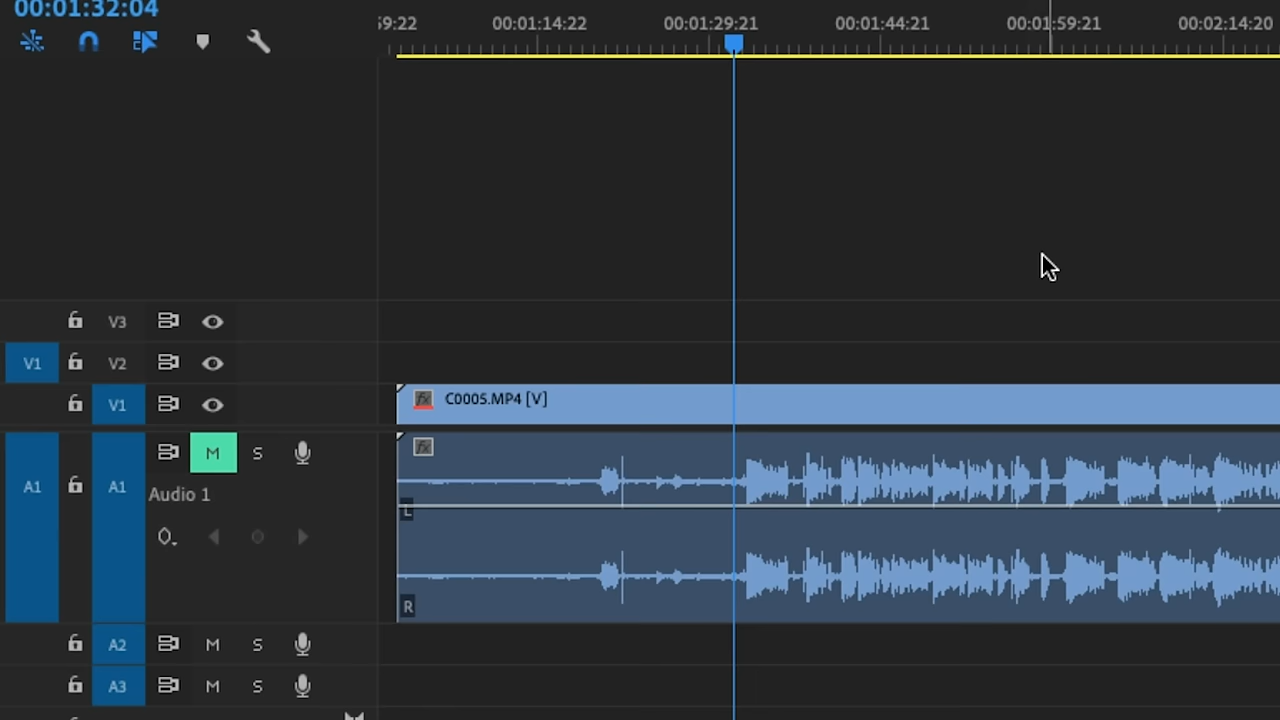 00:01:32:04
59:22 00:01:14:22 00:01:29:21 00:01:44:21 00:01:59:21 00:02:14:20
V3
V1 V2
V1 fx C0005.MP4 [V]
M S fx
A1 A1
Audio 1
L
R
A2 M S
A3 M S